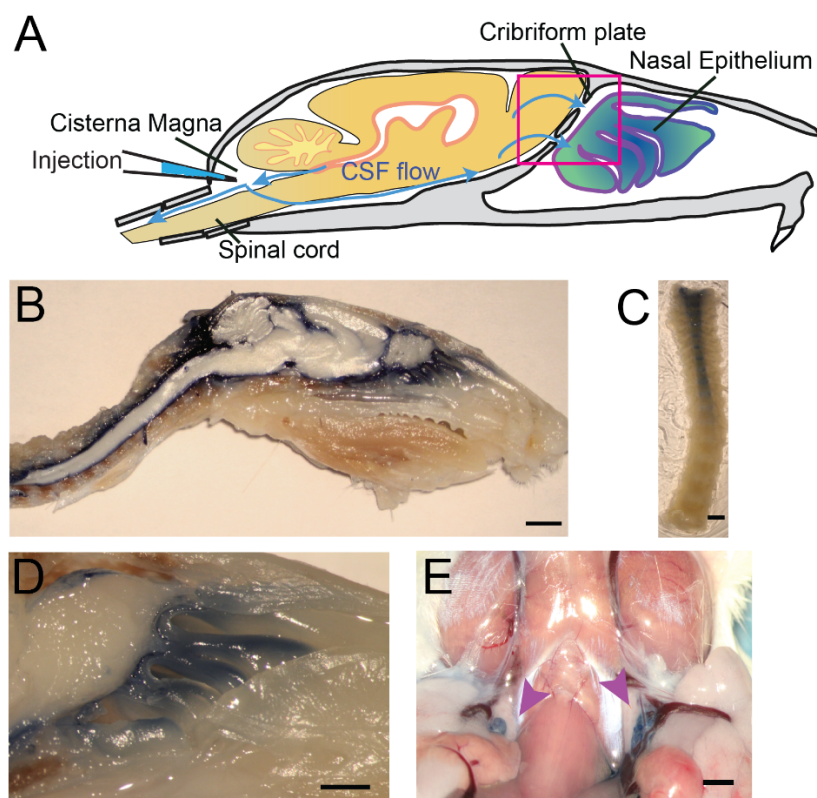 A
Cribriform plate
Nasal Epithelium
Cisterna Magna
Injection
CSF flow
Spinal cord
B
C
D
E